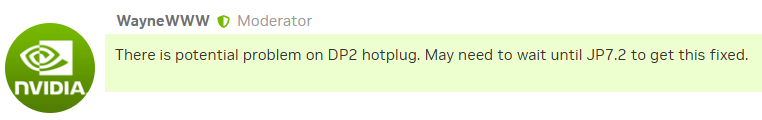 WayneWWW Moderator
There is potential problem on DP2 hotplug. May need to wait until JP7.2 to get this fixed.
nVIDIA